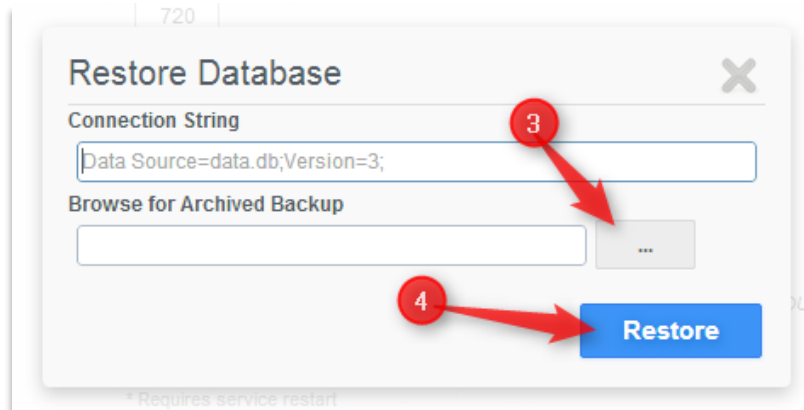 720
Restore Database
Connection String
3
Data Source=data.db;Version=3;
Browse for Archived Backup
...
4
Restore
* Requires service restart